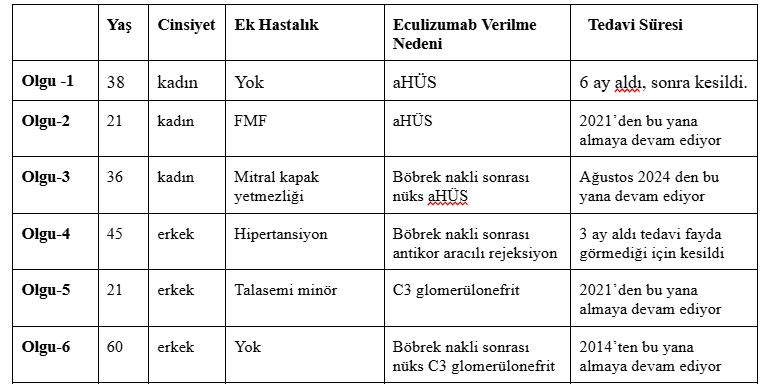 Yaş Cinsiyet Ek Hastalık Eculizumab Verilme Nedeni Tedavi Süresi
Olgu -1 38 kadın Yok aHÜS 6 ay aldı, sonra kesildi.
Olgu-2 21 kadın FMF aHÜS 2021’den bu yana almaya devam ediyor
Olgu-3 36 kadın Mitral kapak yetmezliği Böbrek nakli sonrası nüks aHÜS Ağustos 2024 den bu yana devam ediyor
Olgu-4 45 erkek Hipertansiyon Böbrek nakli sonrası antikor aracılı rejeksiyon 3 ay aldı tedavi fayda görmediği için kesildi
Olgu-5 21 erkek Talasemi minör C3 glomerülonefrit 2021’den bu yana almaya devam ediyor
Olgu-6 60 erkek Yok Böbrek nakli sonrası nüks C3 glomerülonefrit 2014’ten bu yana almaya devam ediyor